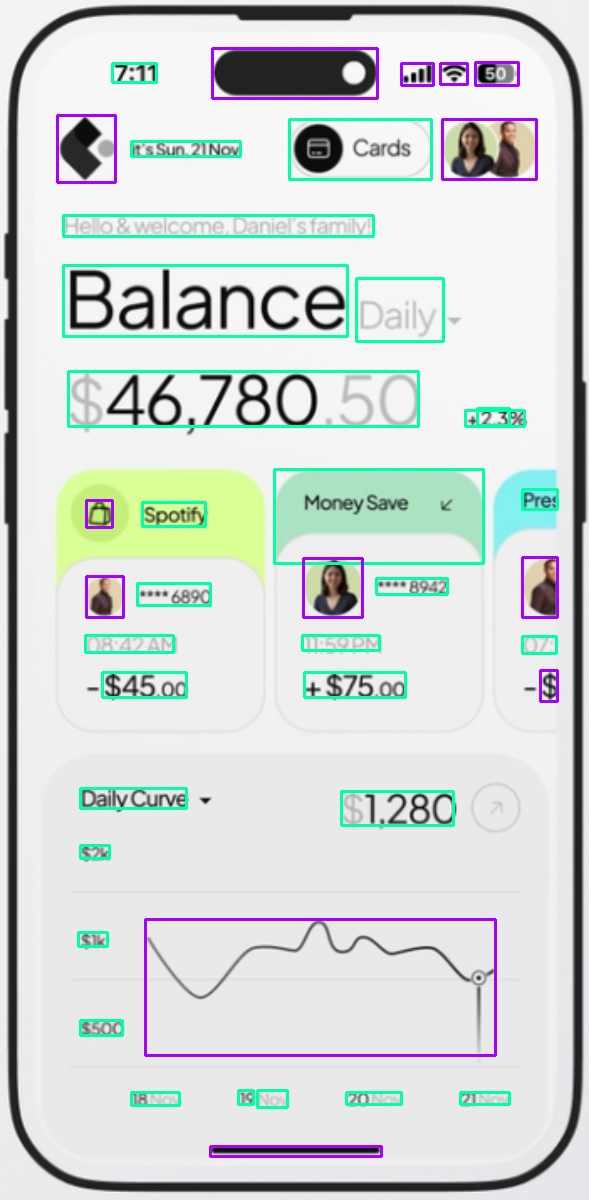 7:11 50
it's Sun, 21 Nov Cards
Hello & welcome, Daniel's family!
Balance Daily
$46,780.50 +2.3%
Spotify Money Save Pres
**** 6890 **** 8942
08:42 AM 11:59 PM 07:
-$45.00 +$75.00 -$
Daily Curve $1,280
$2k
$1k
$500
18 Nov 19 Nov 20 Nov 21 Nov